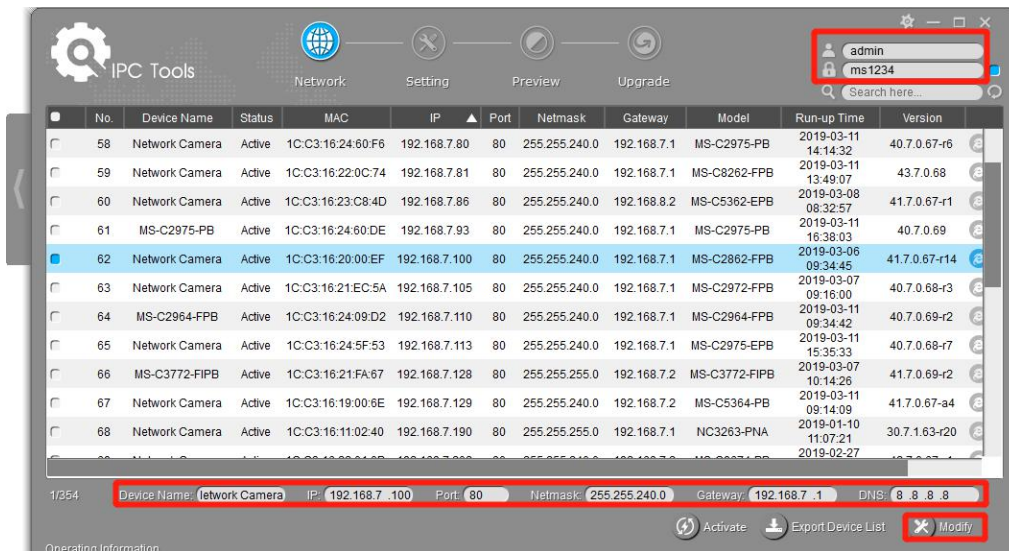 IPC Tools
Network Setting Preview Upgrade
admin
ms1234
Search here...
No. Device Name Status MAC IP Port Netmask Gateway Model Run-up Time Version
58 Network Camera Active 1C:C3:16:24:60:F6 192.168.7.80 80 255.255.240.0 192.168.7.1 MS-C2975-PB 2019-03-11 14:14:32 40.7.0.67-r6
59 Network Camera Active 1C:C3:16:22:0C:74 192.168.7.81 80 255.255.240.0 192.168.7.1 MS-C8262-FPB 2019-03-11 13:49:07 43.7.0.68
60 Network Camera Active 1C:C3:16:23:C8:4D 192.168.7.86 80 255.255.240.0 192.168.8.2 MS-C5362-EPB 2019-03-08 08:32:57 41.7.0.67-r1
61 MS-C2975-PB Active 1C:C3:16:24:60:DE 192.168.7.93 80 255.255.240.0 192.168.7.1 MS-C2975-PB 2019-03-11 16:38:03 40.7.0.69
62 Network Camera Active 1C:C3:16:20:00:EF 192.168.7.100 80 255.255.240.0 192.168.7.1 MS-C2862-FPB 2019-03-06 09:34:45 41.7.0.67-r14
63 Network Camera Active 1C:C3:16:21:EC:5A 192.168.7.105 80 255.255.240.0 192.168.7.1 MS-C2972-FPB 2019-03-07 09:16:00 40.7.0.68-r3
64 MS-C2964-FPB Active 1C:C3:16:24:09:D2 192.168.7.110 80 255.255.240.0 192.168.7.1 MS-C2964-FPB 2019-03-11 09:34:42 40.7.0.69-r2
65 Network Camera Active 1C:C3:16:24:5F:53 192.168.7.113 80 255.255.240.0 192.168.7.1 MS-C2975-EPB 2019-03-11 15:35:33 40.7.0.68-r7
66 MS-C3772-FIPB Active 1C:C3:16:21:FA:67 192.168.7.128 80 255.255.255.0 192.168.7.2 MS-C3772-FIPB 2019-03-07 10:14:26 41.7.0.69-r2
67 Network Camera Active 1C:C3:16:19:00:6E 192.168.7.129 80 255.255.240.0 192.168.7.2 MS-C5364-PB 2019-03-11 09:14:09 41.7.0.67-a4
68 Network Camera Active 1C:C3:16:11:02:40 192.168.7.190 80 255.255.240.0 192.168.7.1 NC3263-PNA 2019-01-10 11:07:21 30.7.1.63-r20
2019-02-27
1/354 Device Name: letwork Camera IP: 192.168.7 .100 Port: 80 Netmask: 255.255.240.0 Gateway: 192.168.7 .1 DNS: 8 .8 .8 .8
Activate Export Device List Modify
Operating Information